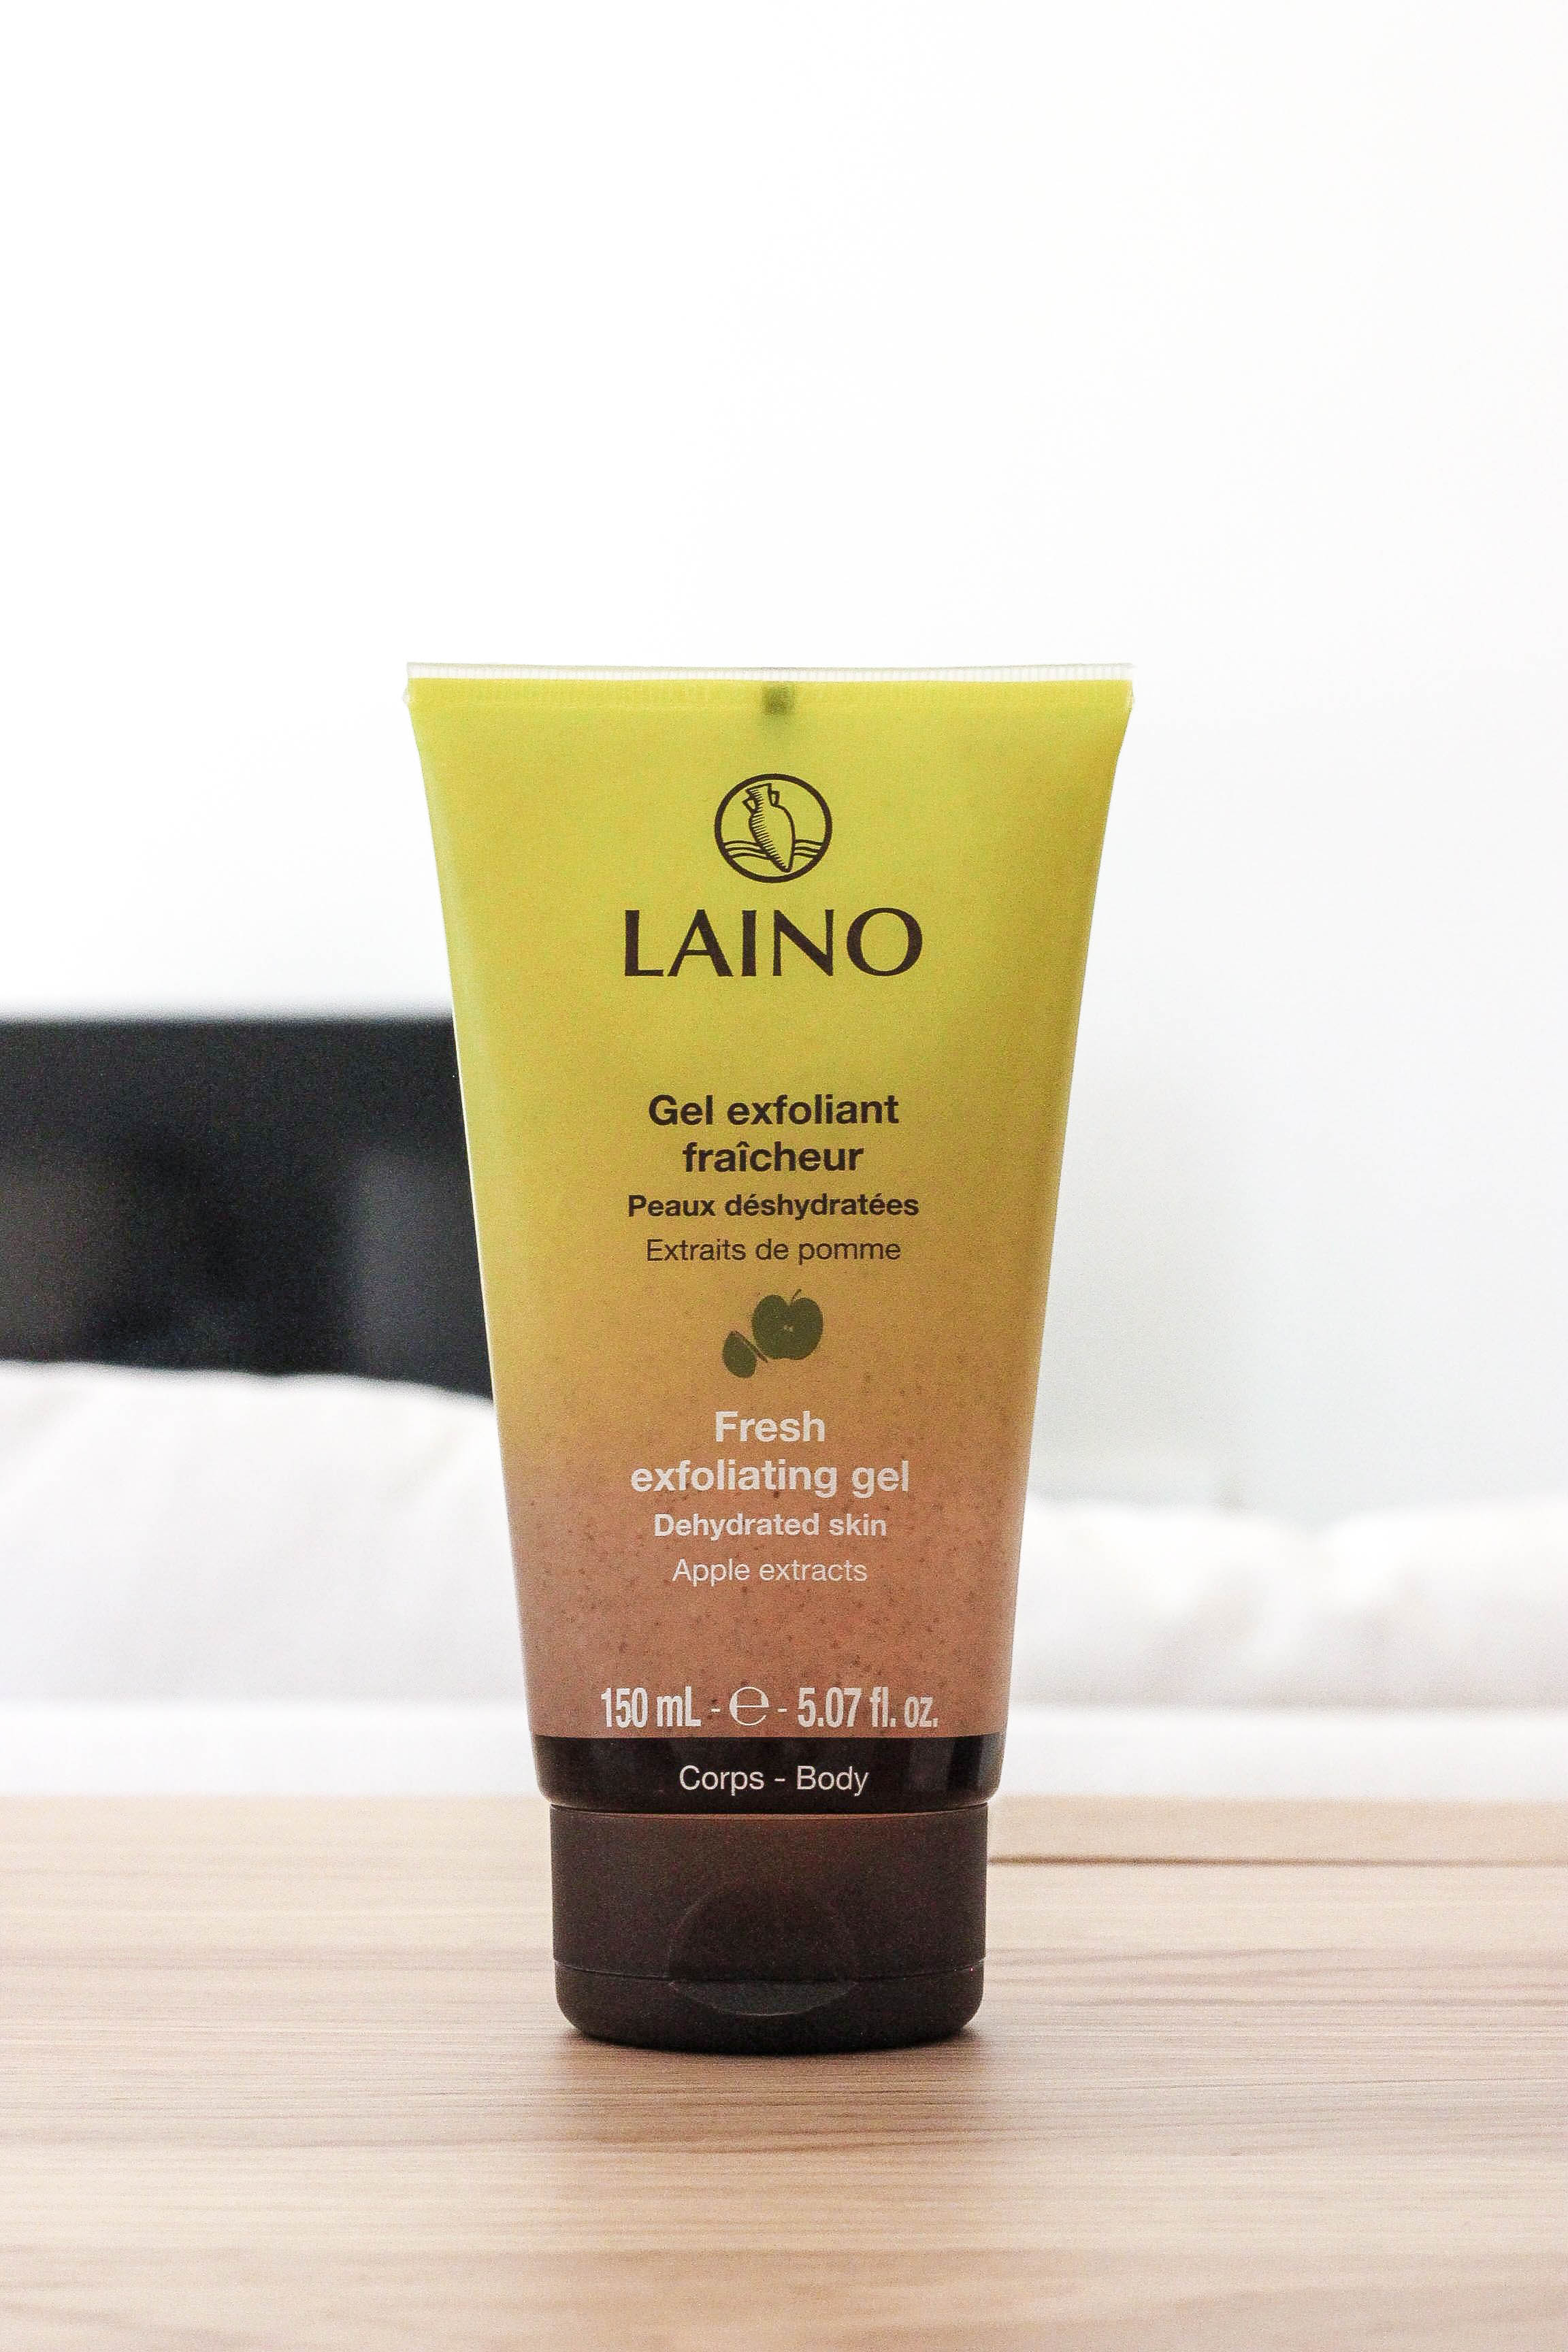 LAINO
Gel exfoliant
fraîcheur
Peaux déshydratées
Extraits de pomme
Fresh
exfoliating gel
Dehydrated skin
Apple extracts
150 mL - ℮ - 5.07 fl. oz.
Corps - Body